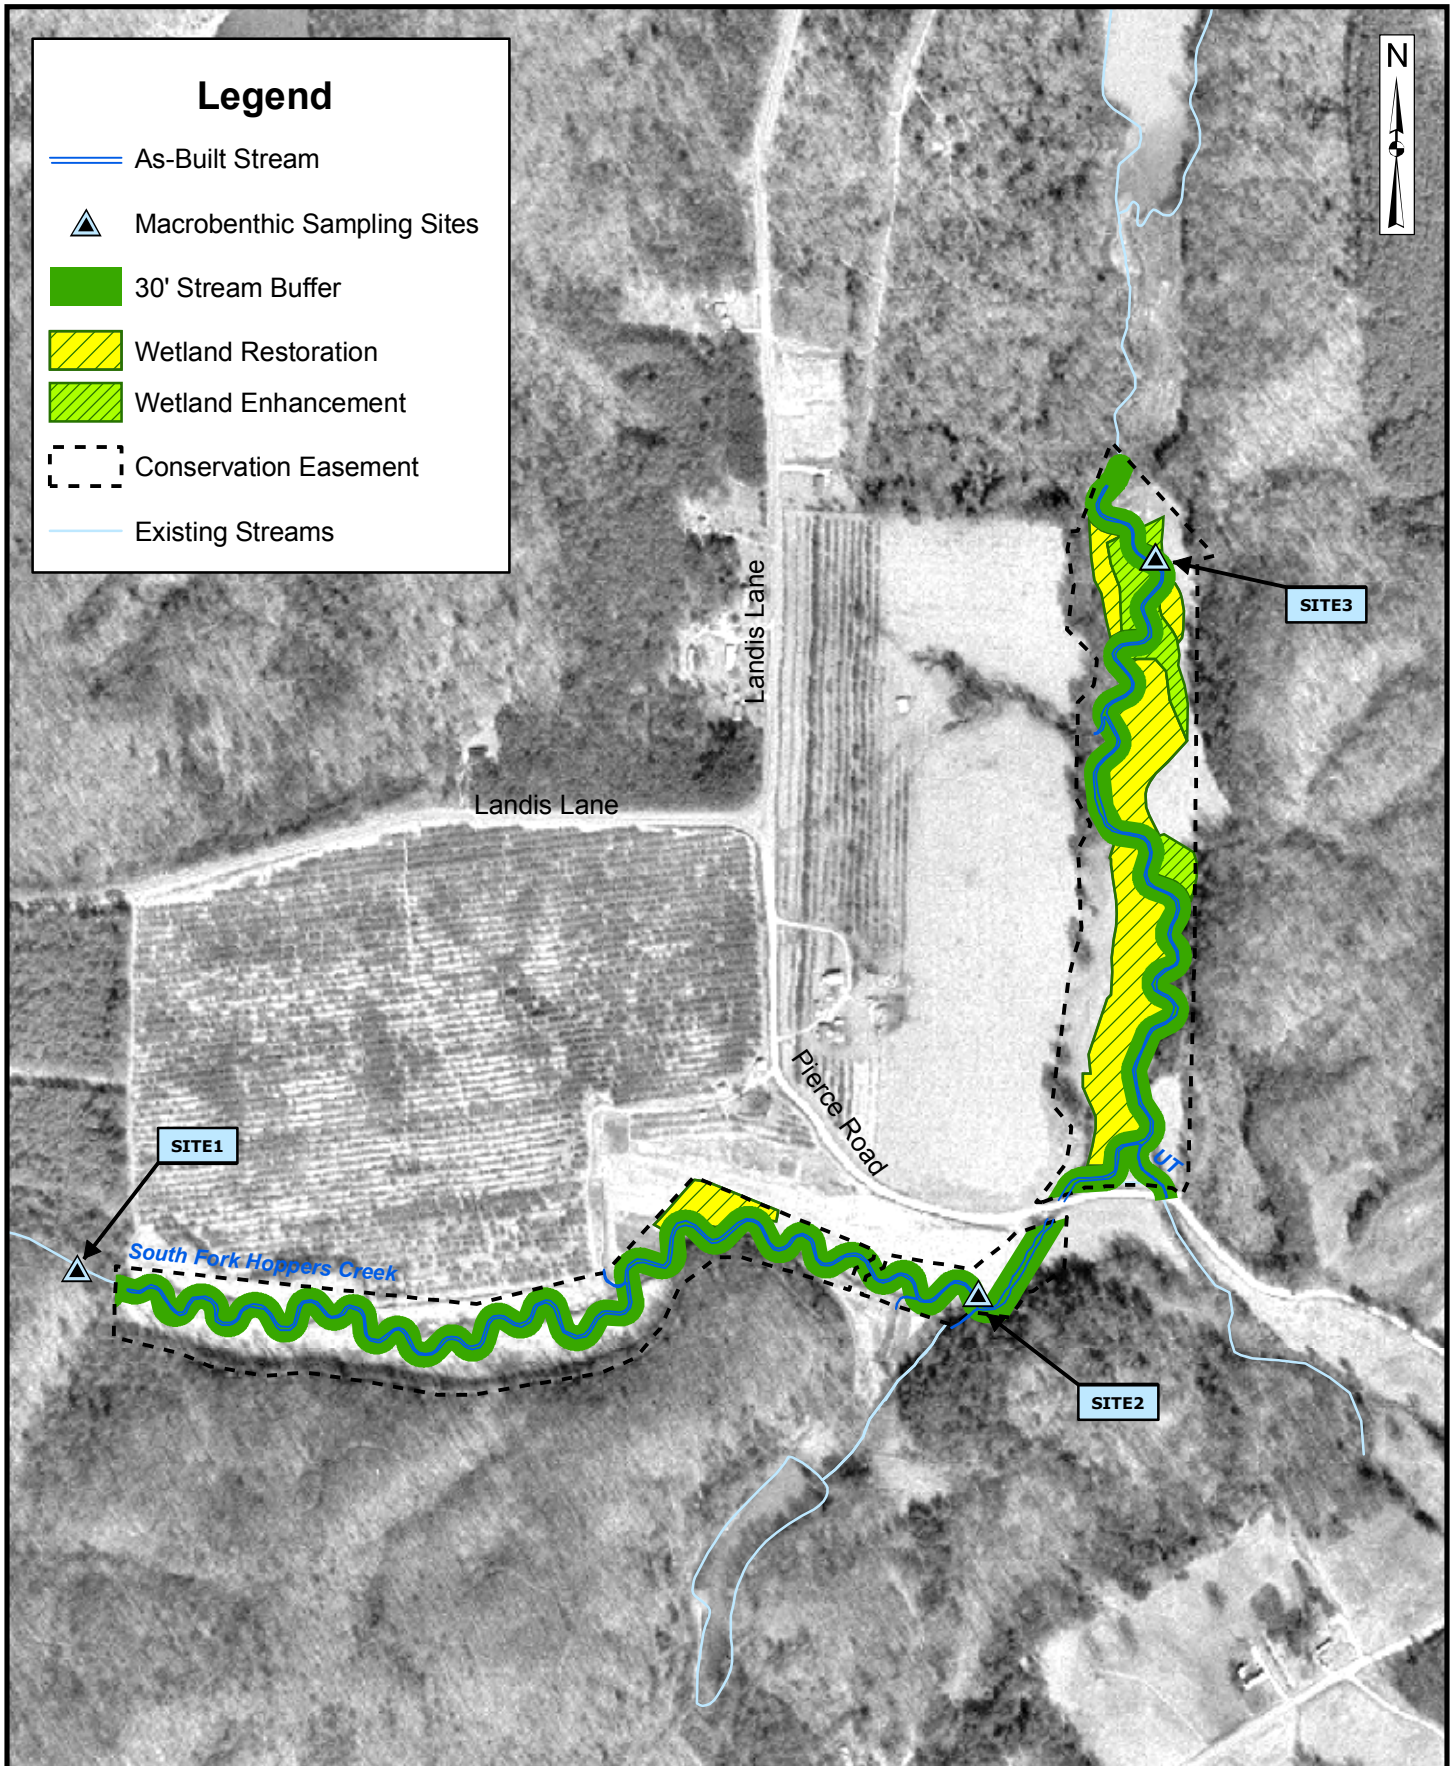 Legend
As-Built Stream
Macrobenthic Sampling Sites
30' Stream Buffer
Wetland Restoration
Wetland Enhancement
Conservation Easement
Existing Streams
N
SITE3
Landis Lane
Landis Lane
Pierce Road
SITE1
UT
South Fork Hoppers Creek
SITE2